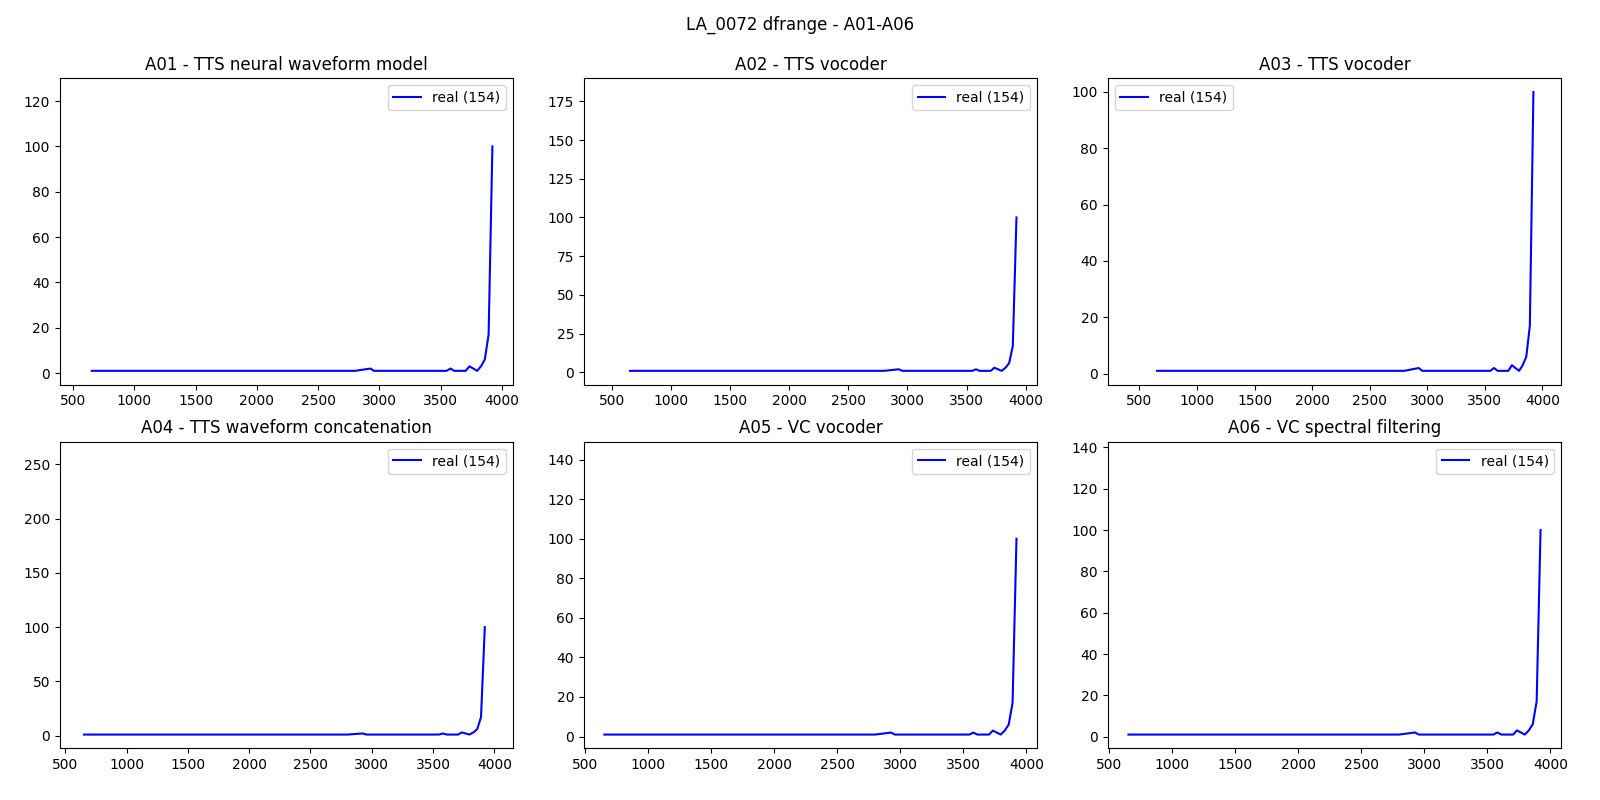 LA_0072 dfrange - A01-A06
A01 - TTS neural waveform model
real (154)
120
100
80
60
40
20
0
500 1000 1500 2000 2500 3000 3500 4000
A02 - TTS vocoder
real (154)
175
150
125
100
75
50
25
0
500 1000 1500 2000 2500 3000 3500 4000
A03 - TTS vocoder
real (154)
100
80
60
40
20
0
500 1000 1500 2000 2500 3000 3500 4000
A04 - TTS waveform concatenation
real (154)
250
200
150
100
50
0
500 1000 1500 2000 2500 3000 3500 4000
A05 - VC vocoder
real (154)
140
120
100
80
60
40
20
0
500 1000 1500 2000 2500 3000 3500 4000
A06 - VC spectral filtering
real (154)
140
120
100
80
60
40
20
0
500 1000 1500 2000 2500 3000 3500 4000